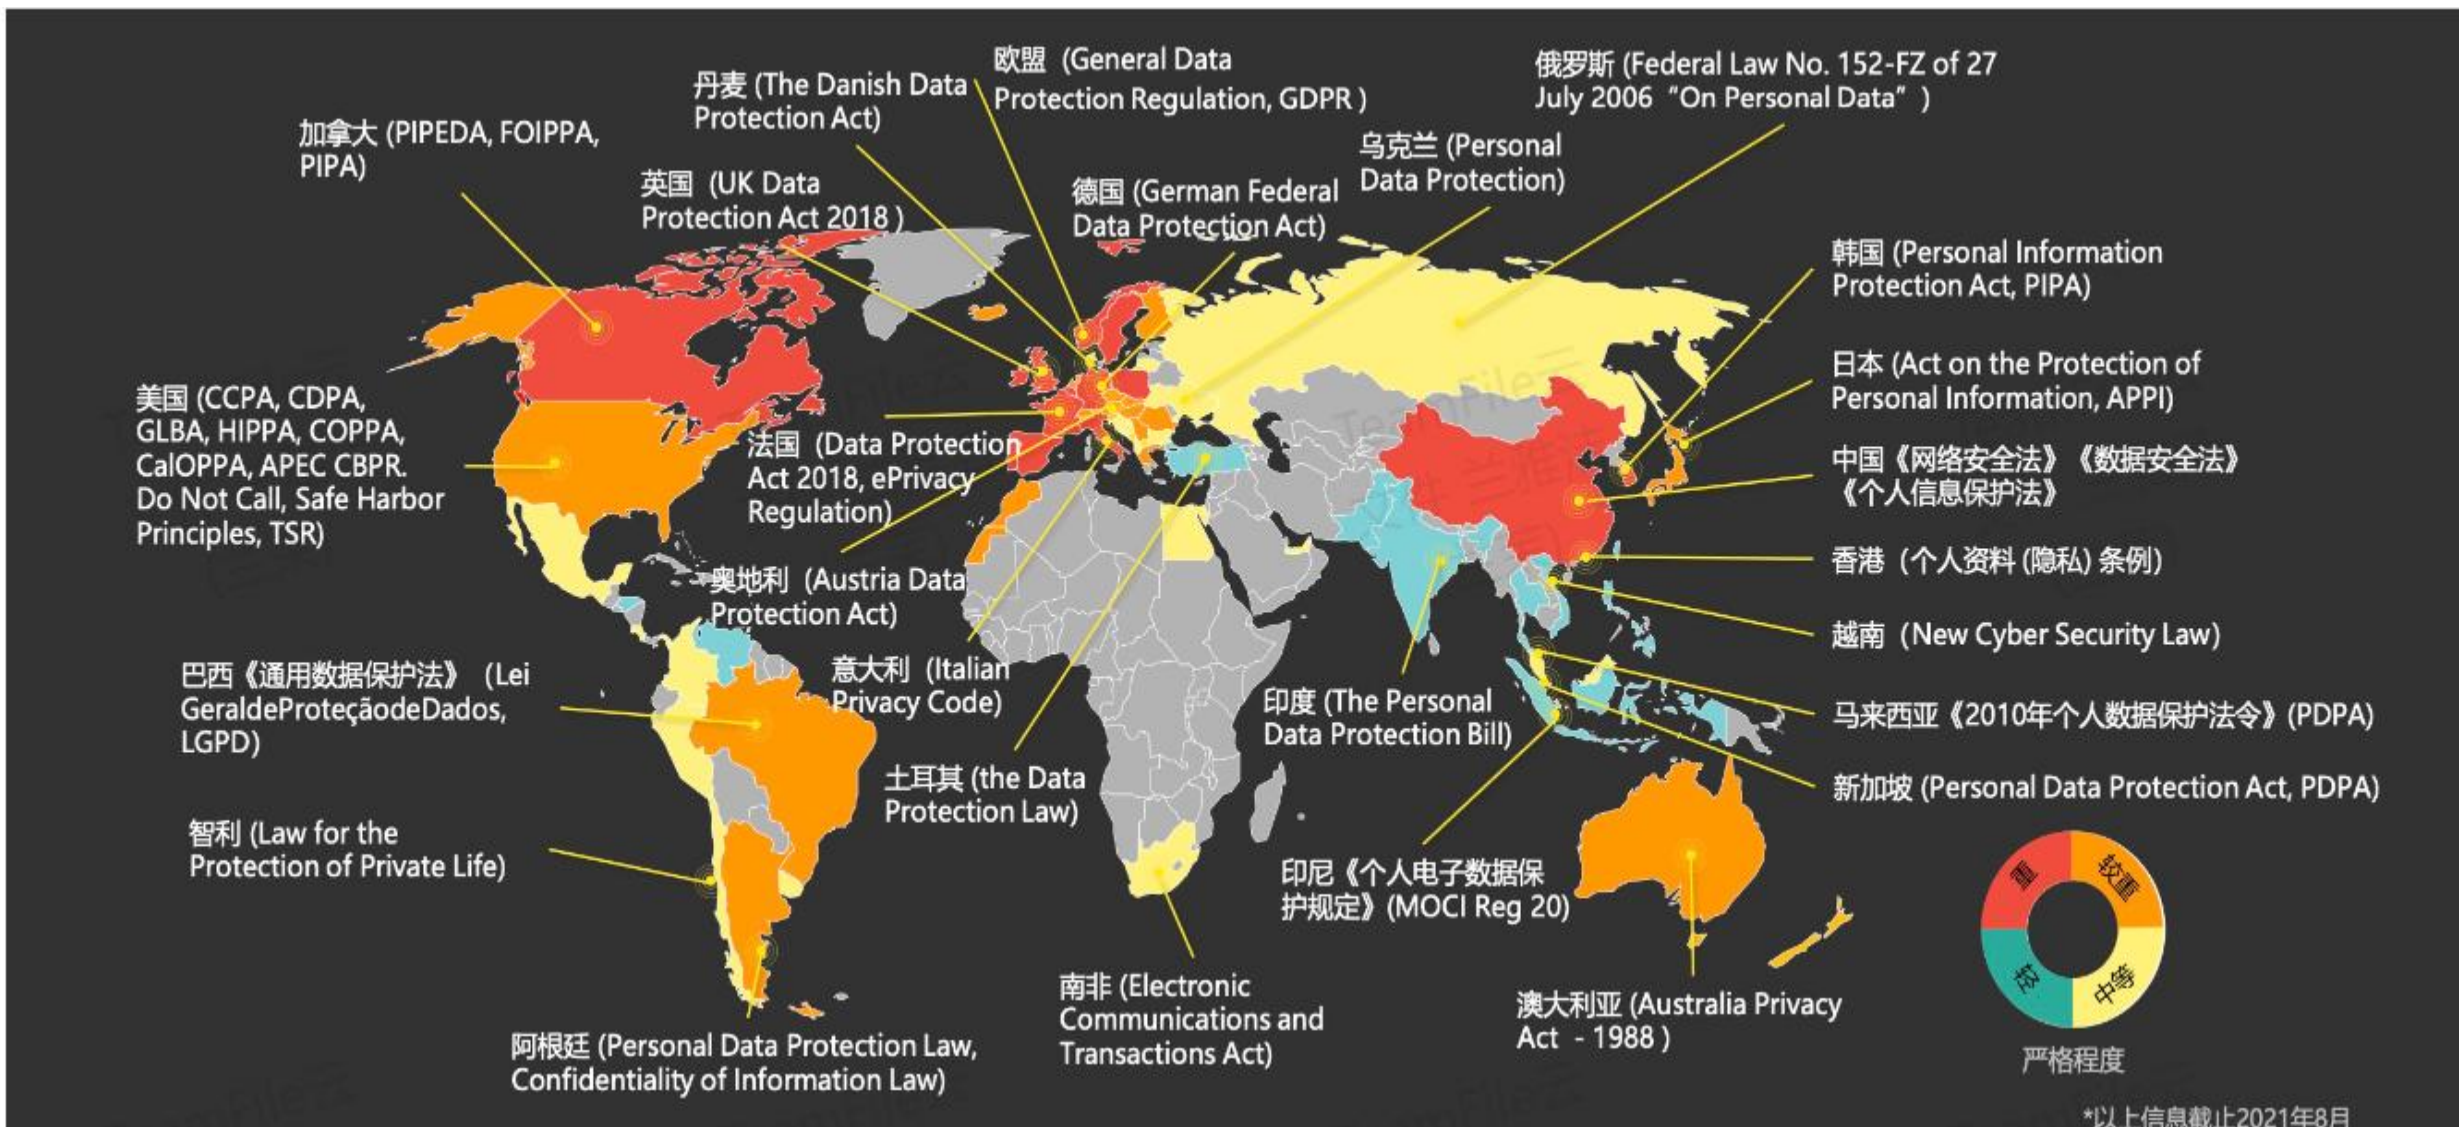 欧盟 (General Data
Protection Regulation, GDPR )
丹麦 (The Danish Data
Protection Act)
俄罗斯 (Federal Law No. 152-FZ of 27
July 2006 “On Personal Data” )
加拿大 (PIPEDA, FOIPPA,
PIPA)
乌克兰 (Personal
Data Protection)
英国 (UK Data
Protection Act 2018 )
德国 (German Federal
Data Protection Act)
韩国 (Personal Information
Protection Act, PIPA)
日本 (Act on the Protection of
Personal Information, APPI)
美国 (CCPA, CDPA,
GLBA, HIPPA, COPPA,
CalOPPA, APEC CBPR.
Do Not Call, Safe Harbor
Principles, TSR)
法国 (Data Protection
Act 2018, ePrivacy
Regulation)
中国《网络安全法》《数据安全法》
《个人信息保护法》
香港 (个人资料 (隐私) 条例)
奥地利 (Austria Data
Protection Act)
越南 (New Cyber Security Law)
巴西《通用数据保护法》 (Lei
GeraldeProteçãodeDados,
LGPD)
意大利 (Italian
Privacy Code)
印度 (The Personal
Data Protection Bill)
马来西亚《2010年个人数据保护法令》(PDPA)
土耳其 (the Data
Protection Law)
新加坡 (Personal Data Protection Act, PDPA)
智利 (Law for the
Protection of Private Life)
印尼《个人电子数据保
护规定》(MOCI Reg 20)
南非 (Electronic
Communications and
Transactions Act)
澳大利亚 (Australia Privacy
Act - 1988 )
阿根廷 (Personal Data Protection Law,
Confidentiality of Information Law)
重
较重
中等
严格程度
*以上信息截止2021年8月
TeamFile云